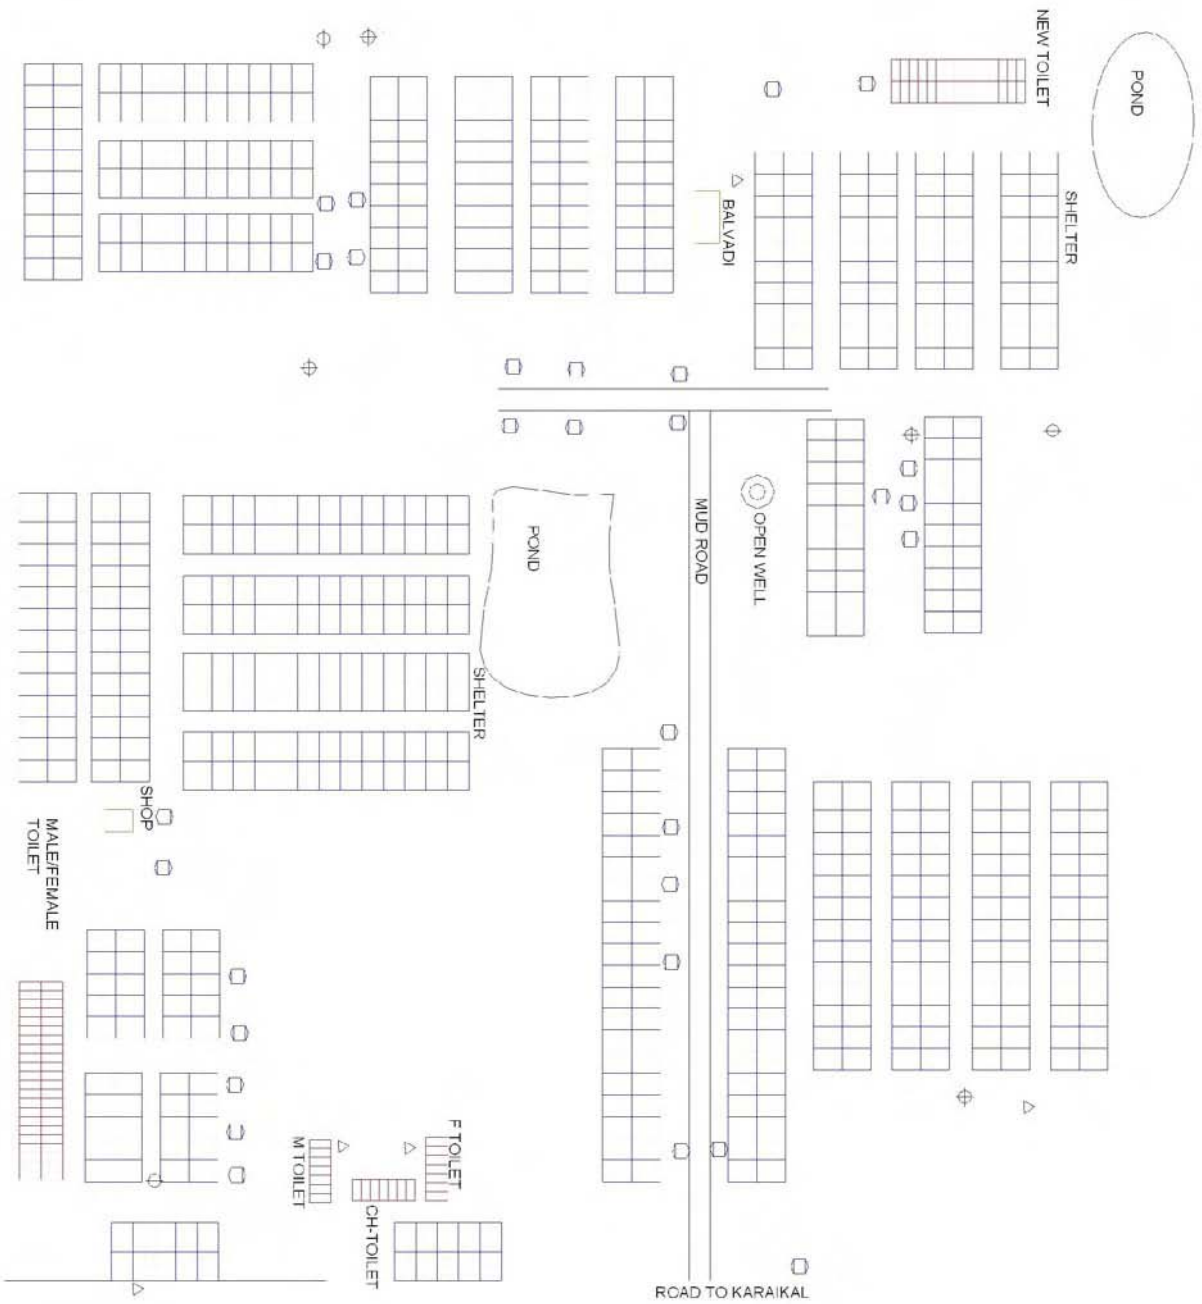 NEW TOILET
POND
SHELTER
BALVADI
MUD ROAD
OPEN WELL
POND
SHELTER
SHOP
MALE/FEMALE
TOILET
M TOILET
F TOILET
CH-TOILET
ROAD TO KARAIKAL